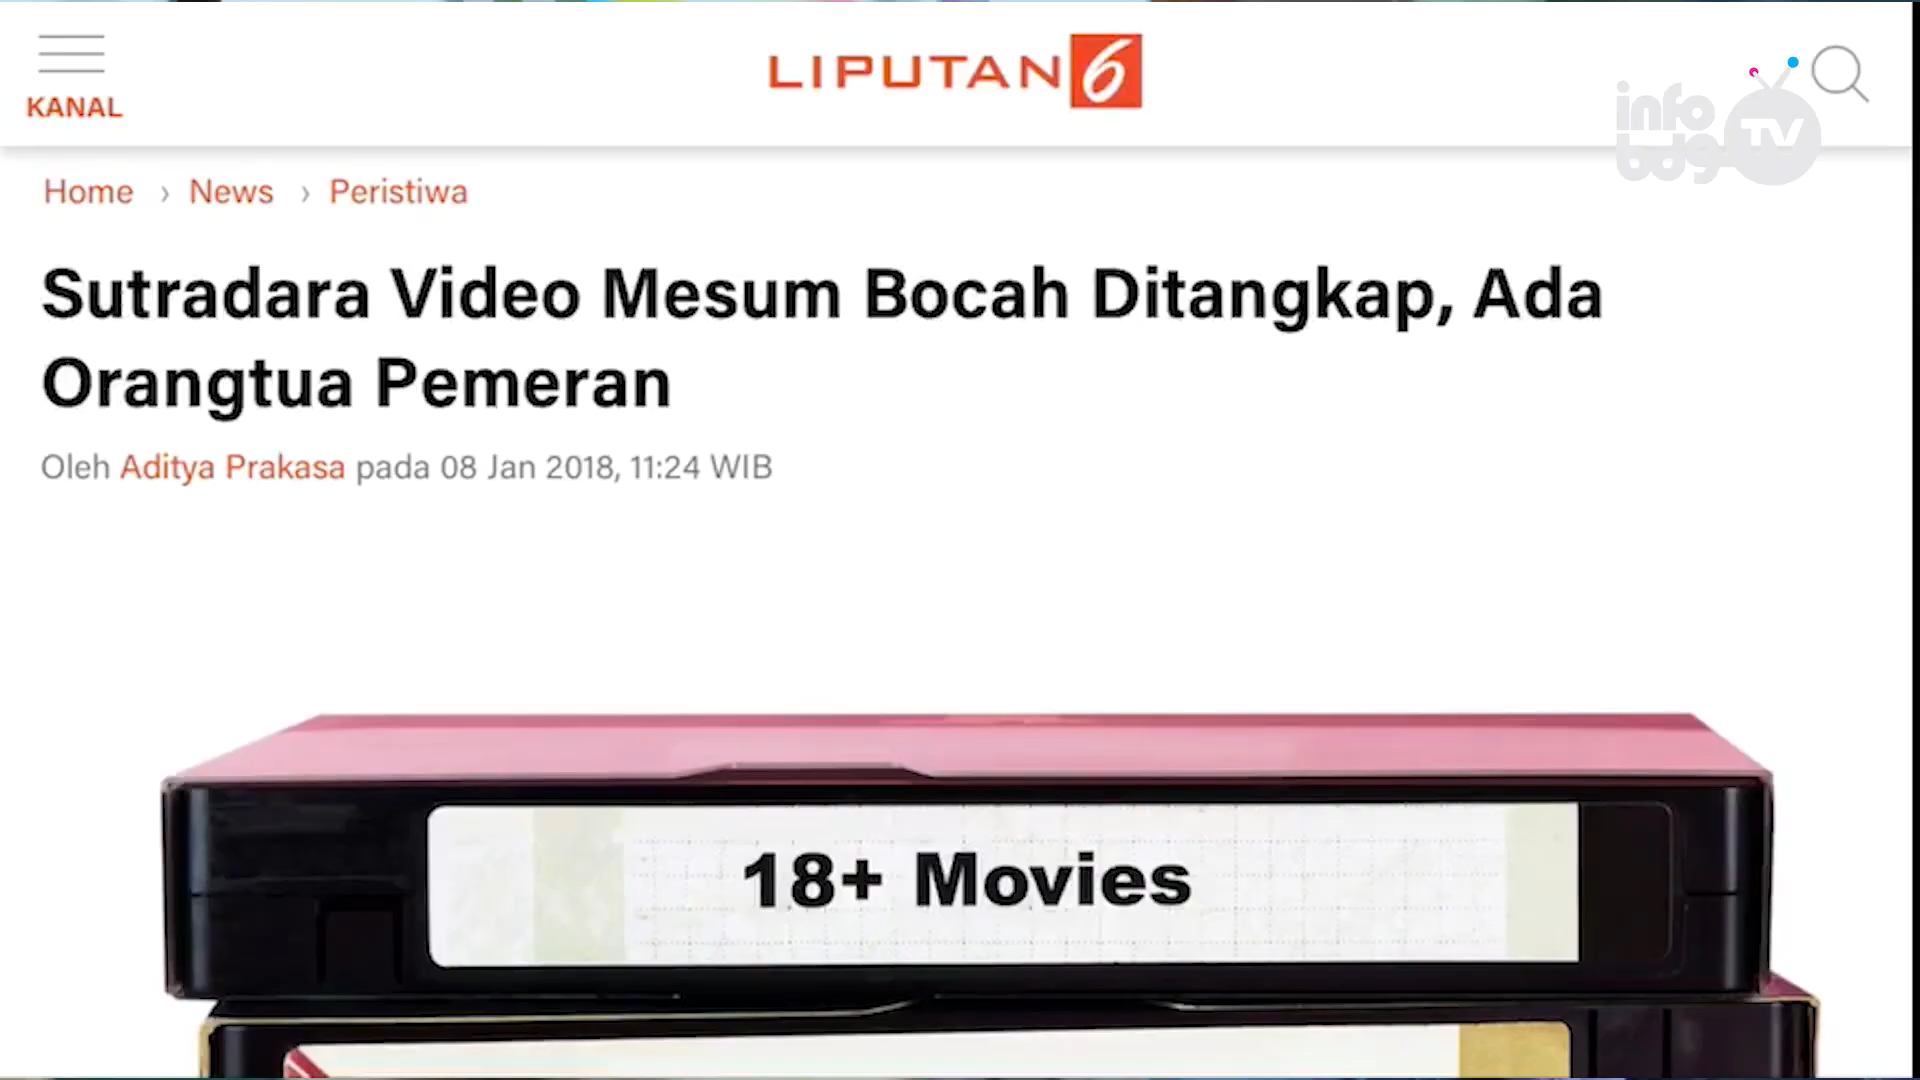 LIPUTAN 6
info
bdg
TV
KANAL
Home › News › Peristiwa
Sutradara Video Mesum Bocah Ditangkap, Ada
Orangtua Pemeran
Oleh Aditya Prakasa pada 08 Jan 2018, 11:24 WIB
18+ Movies